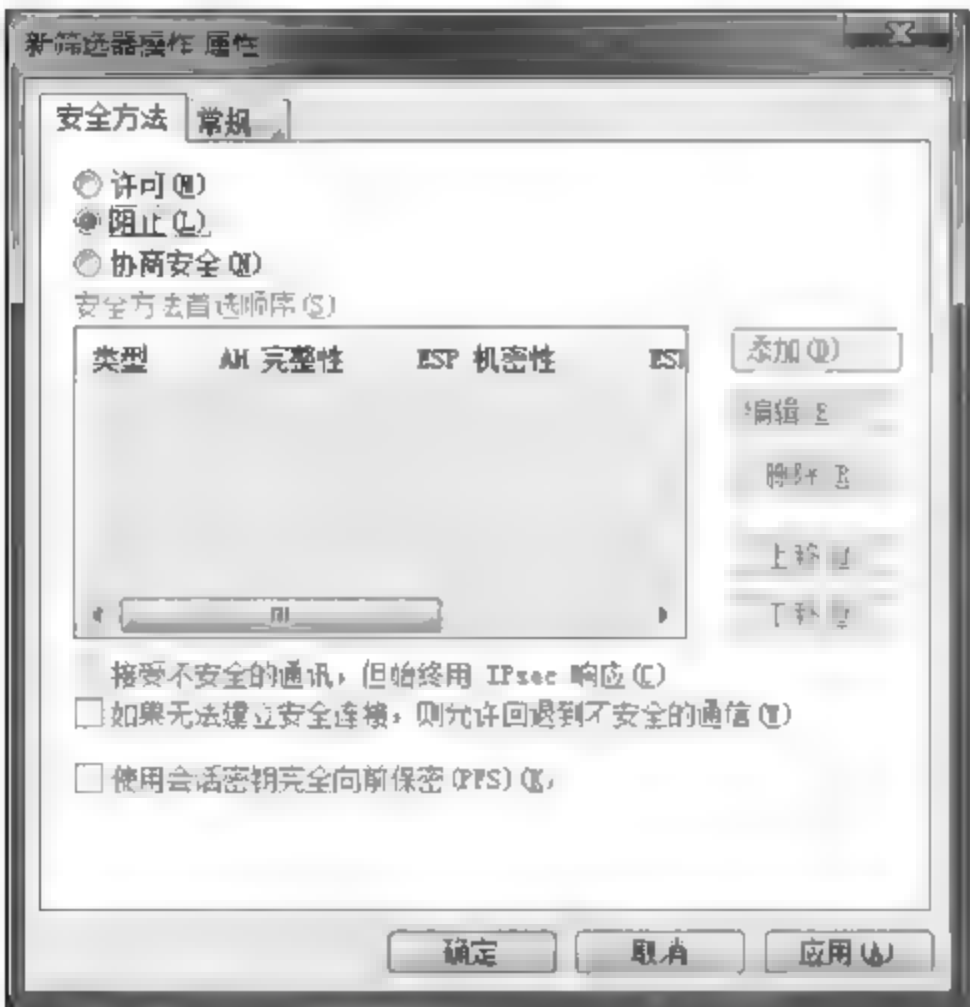 新筛选器操作 属性
安全方法 常规
许可(M)
阻止(L)
协商安全(N)
安全方法首选顺序(S)
类型 AH 完整性 ESP 机密性 ESP
添加(D)
编辑 E
删除 R
上移 U
下移
接受不安全的通讯，但始终用 IPsec 响应(C)
如果无法建立安全连接，则允许回退到不安全的通信(W)
使用会话密钥完全向前保密(PFS)(K)
确定 取消 应用(A)